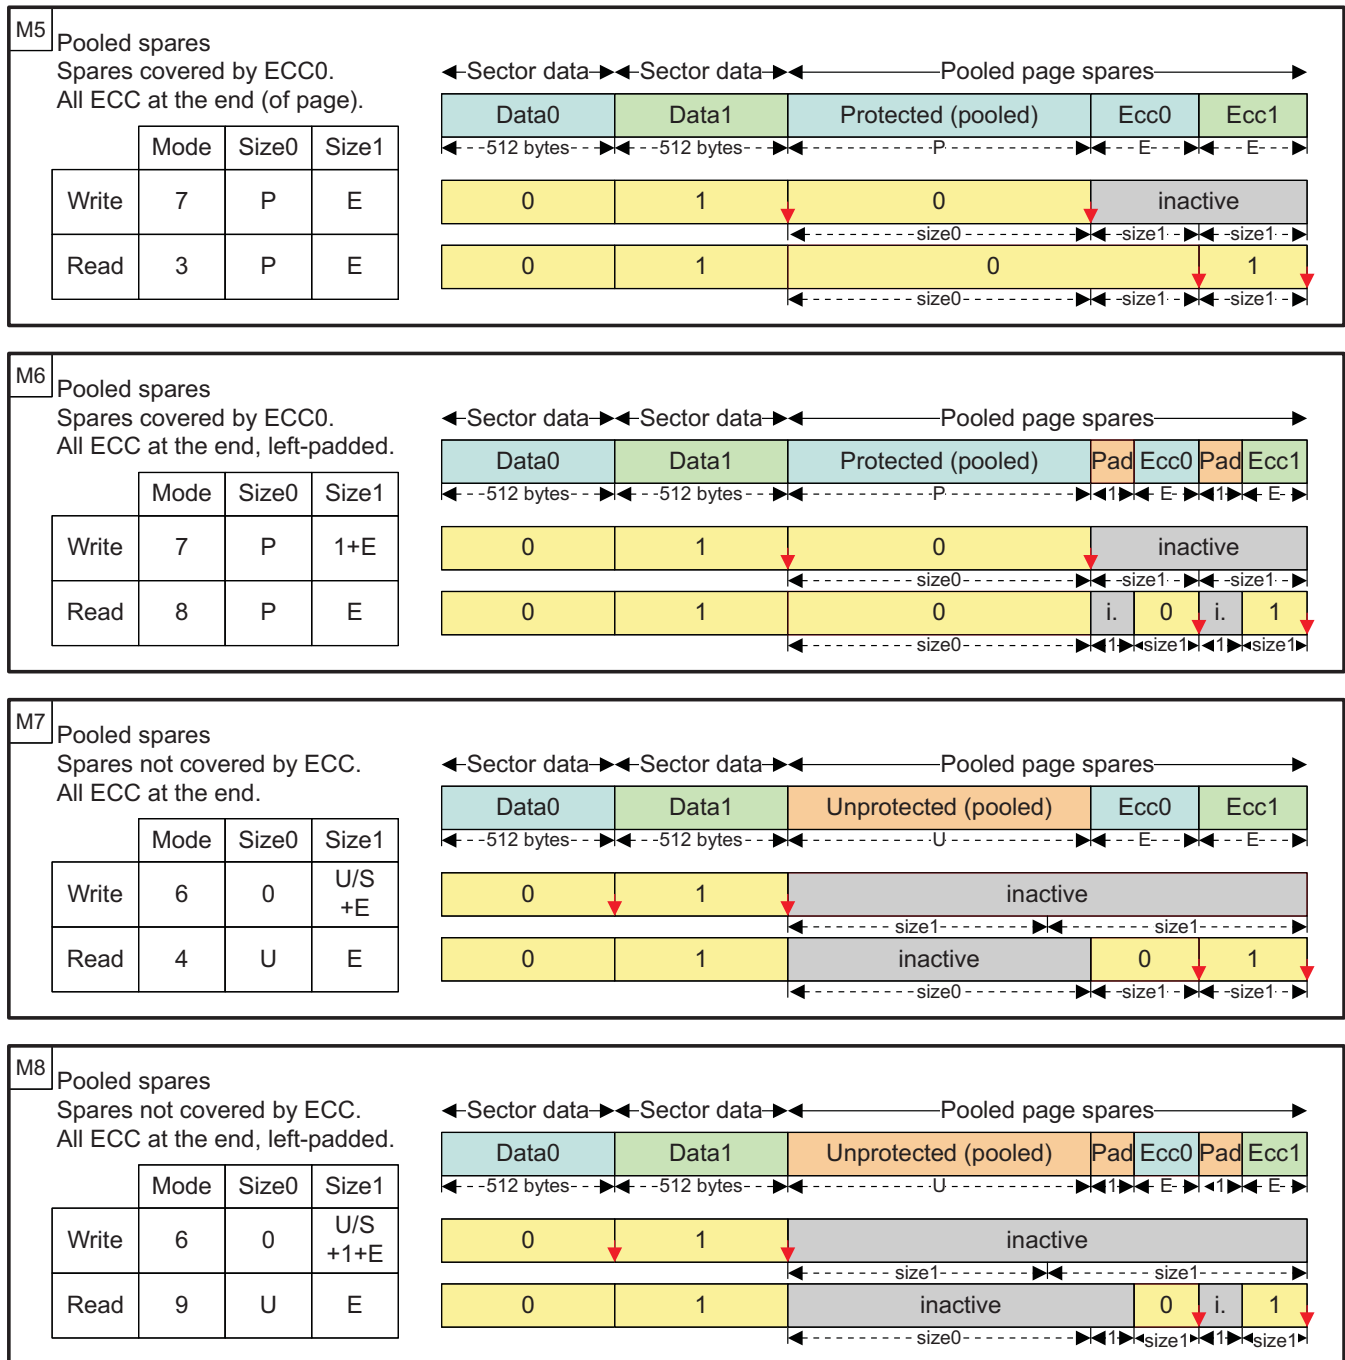 M5
Pooled spares
Spares covered by ECC0.
All ECC at the end (of page).
Mode Size0 Size1
Write 7 P E
Read 3 P E
Sector data Sector data Pooled page spares
Data0 Data1 Protected (pooled) Ecc0 Ecc1
512 bytes 512 bytes P E E
0 1 0 inactive
size0 size1 size1
0 1 0 1
size0 size1 size1
M6
Pooled spares
Spares covered by ECC0.
All ECC at the end, left-padded.
Mode Size0 Size1
Write 7 P 1+E
Read 8 P E
Sector data Sector data Pooled page spares
Data0 Data1 Protected (pooled) Pad Ecc0 Pad Ecc1
512 bytes 512 bytes P 1 E 1 E
0 1 0 inactive
size0 size1 size1
0 1 0 i. 0 i. 1
size0 1 size1 1 size1
M7
Pooled spares
Spares not covered by ECC.
All ECC at the end.
Mode Size0 Size1
Write 6 0 U/S
+E
Read 4 U E
Sector data Sector data Pooled page spares
Data0 Data1 Unprotected (pooled) Ecc0 Ecc1
512 bytes 512 bytes U E E
0 1 inactive
size1 size1
0 1 inactive 0 1
size0 size1 size1
M8
Pooled spares
Spares not covered by ECC.
All ECC at the end, left-padded.
Mode Size0 Size1
Write 6 0 U/S
+1+E
Read 9 U E
Sector data Sector data Pooled page spares
Data0 Data1 Unprotected (pooled) Pad Ecc0 Pad Ecc1
512 bytes 512 bytes U 1 E 1 E
0 1 inactive
size1 size1
0 1 inactive 0 i. 1
size0 1 size1 1 size1